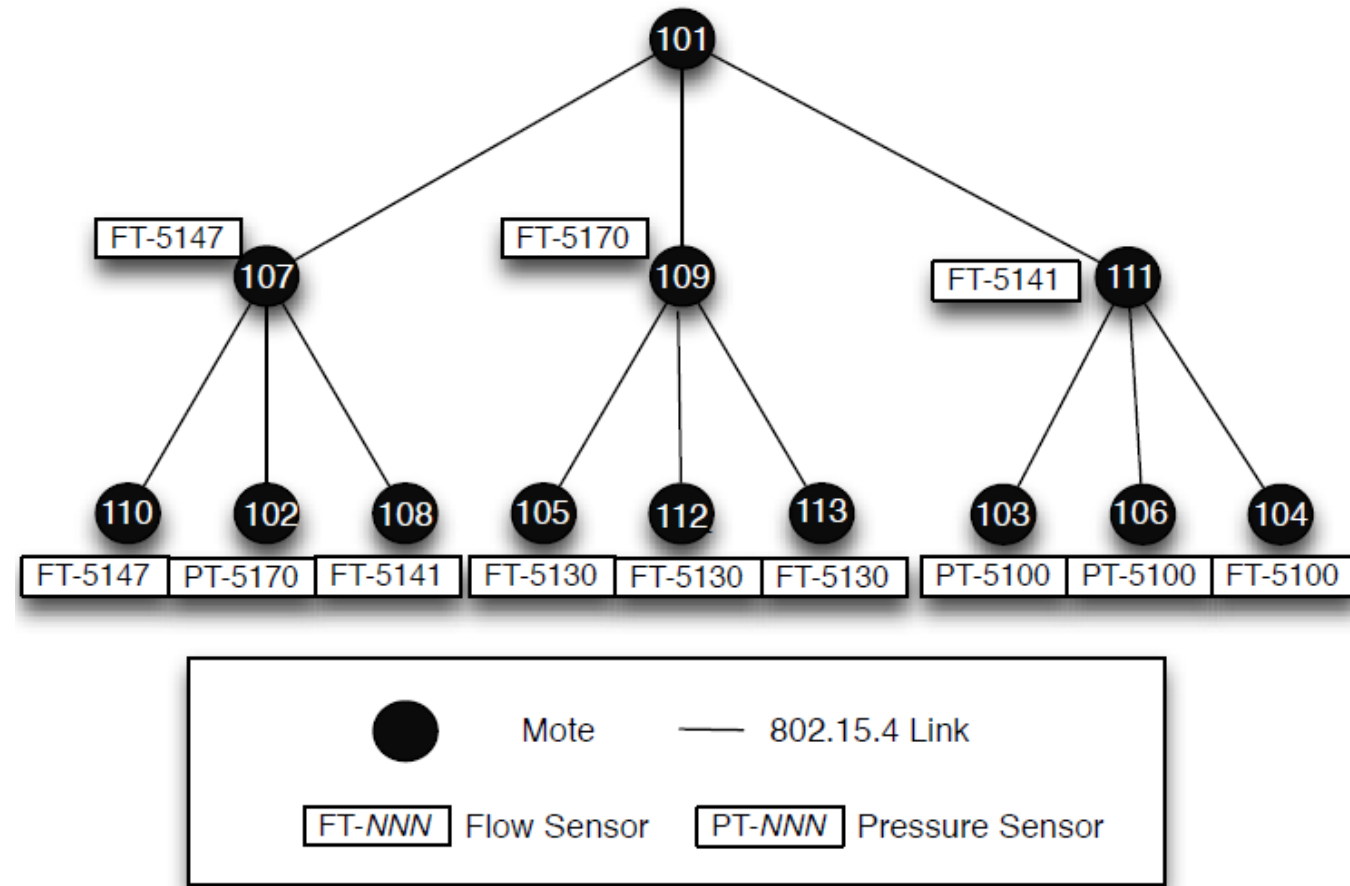 101
FT-5147
FT-5170
107
109
FT-5141
111
110
102
108
105
112
113
103
106
104
FT-5147
PT-5170
FT-5141
FT-5130
FT-5130
FT-5130
PT-5100
PT-5100
FT-5100
Mote
802.15.4 Link
FT-NNN Flow Sensor
PT-NNN Pressure Sensor